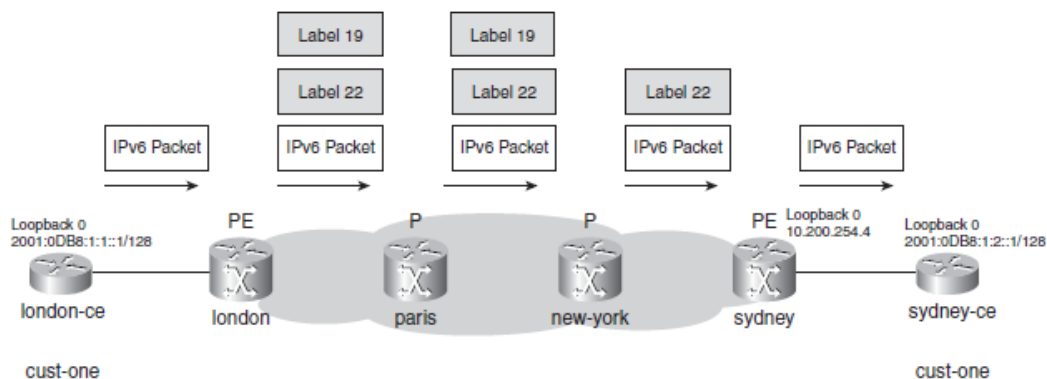 Label 19
Label 19
Label 22
Label 22
Label 22
IPv6 Packet
IPv6 Packet
IPv6 Packet
IPv6 Packet
IPv6 Packet
Loopback 0
2001:0DB8:1:1::1/128
PE
P
P
PE
Loopback 0
10.200.254.4
Loopback 0
2001:0DB8:1:2::1/128
london-ce
london
paris
new-york
sydney
sydney-ce
cust-one
cust-one